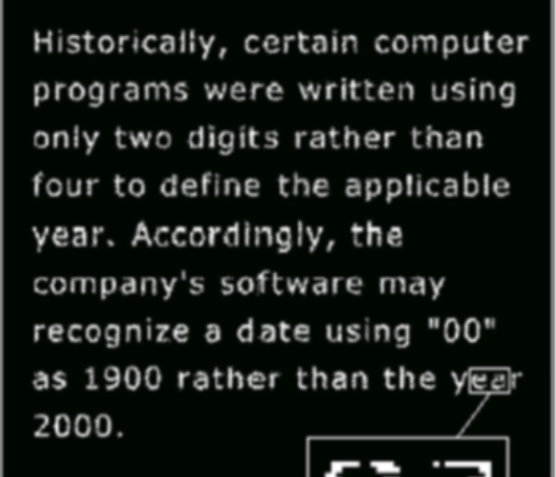 Historically, certain computer
programs were written using
only two digits rather than
four to define the applicable
year. Accordingly, the
company's software may
recognize a date using "00"
as 1900 rather than the year
2000.